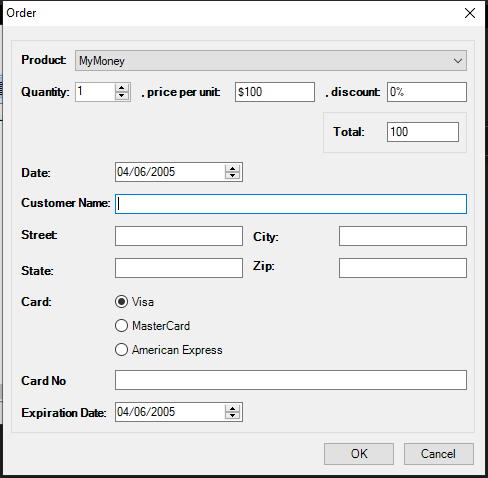 Order
Product: MyMoney
Quantity: 1 , price per unit: $100 , discount: 0%
Total: 100
Date: 04/06/2005
Customer Name:
Street: City:
State: Zip:
Card: Visa
MasterCard
American Express
Card No
Expiration Date: 04/06/2005
OK Cancel